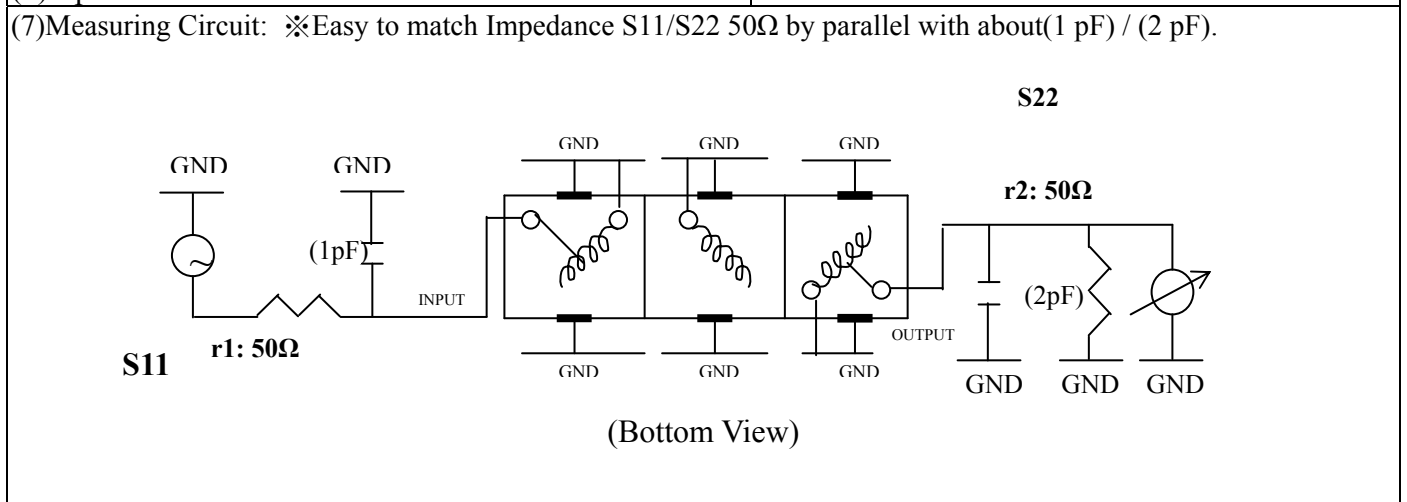 (7)Measuring Circuit: ※Easy to match Impedance S11/S22 50Ω by parallel with about(1 pF) / (2 pF).
S22
GND GND GND
GND GND
r2: 50Ω
(1pF)
(2pF)
INPUT
OUTPUT
r1: 50Ω
S11
GND GND GND
GND GND GND
(Bottom View)